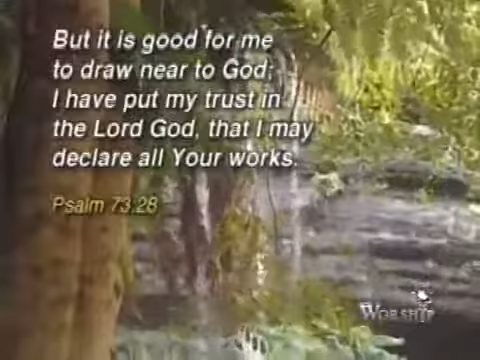 But it is good for me
to draw near to God;
I have put my trust in
the Lord God, that I may
declare all Your works.
Psalm 73:28
WORSHIP